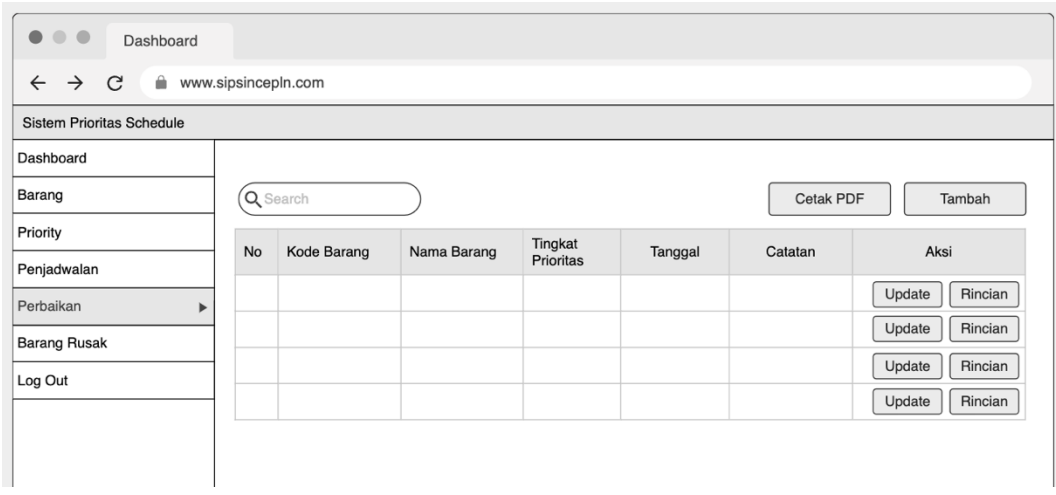 Dashboard
www.sipsincepln.com
Sistem Prioritas Schedule
Dashboard
Barang
Priority
Penjadwalan
Perbaikan
Barang Rusak
Log Out
Search
Cetak PDF
Tambah
No Kode Barang Nama Barang Tingkat Prioritas Tanggal Catatan Aksi
Update Rincian
Update Rincian
Update Rincian
Update Rincian